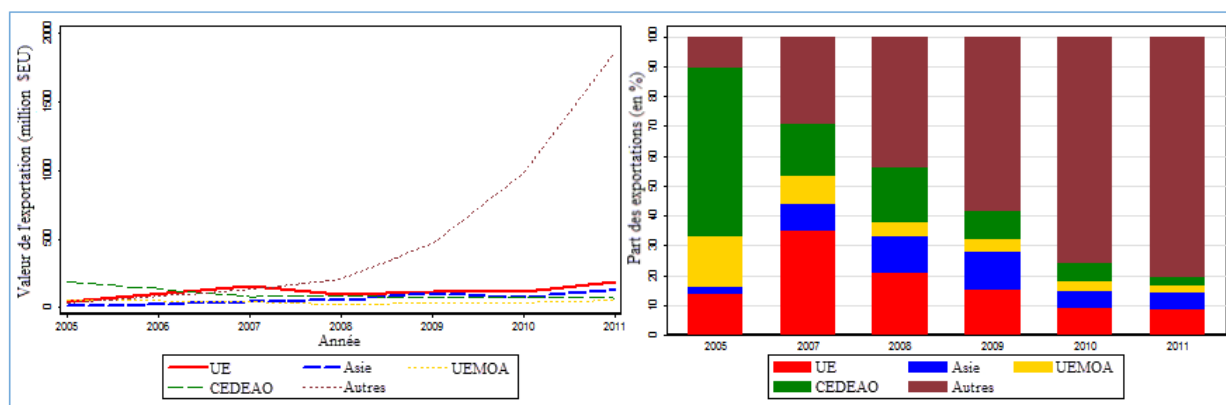 Valeur de l'exportation (million $EU)
2000
1500
1000
500
0
2005 2006 2007 2008 2009 2010 2011
Année
UE Asie UEMOA
CEDEAO Autres
Part des exportations (en %)
100
90
80
70
60
50
40
30
20
10
0
2005 2007 2008 2009 2010 2011
UE Asie UEMOA
CEDEAO Autres